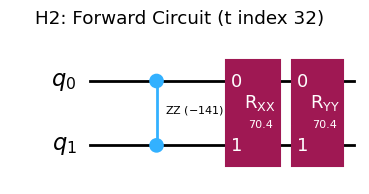 H2: Forward Circuit (t index 32)
q0 ZZ (−141) 0 RXX 70.4 0 RYY 70.4
q1 1 1